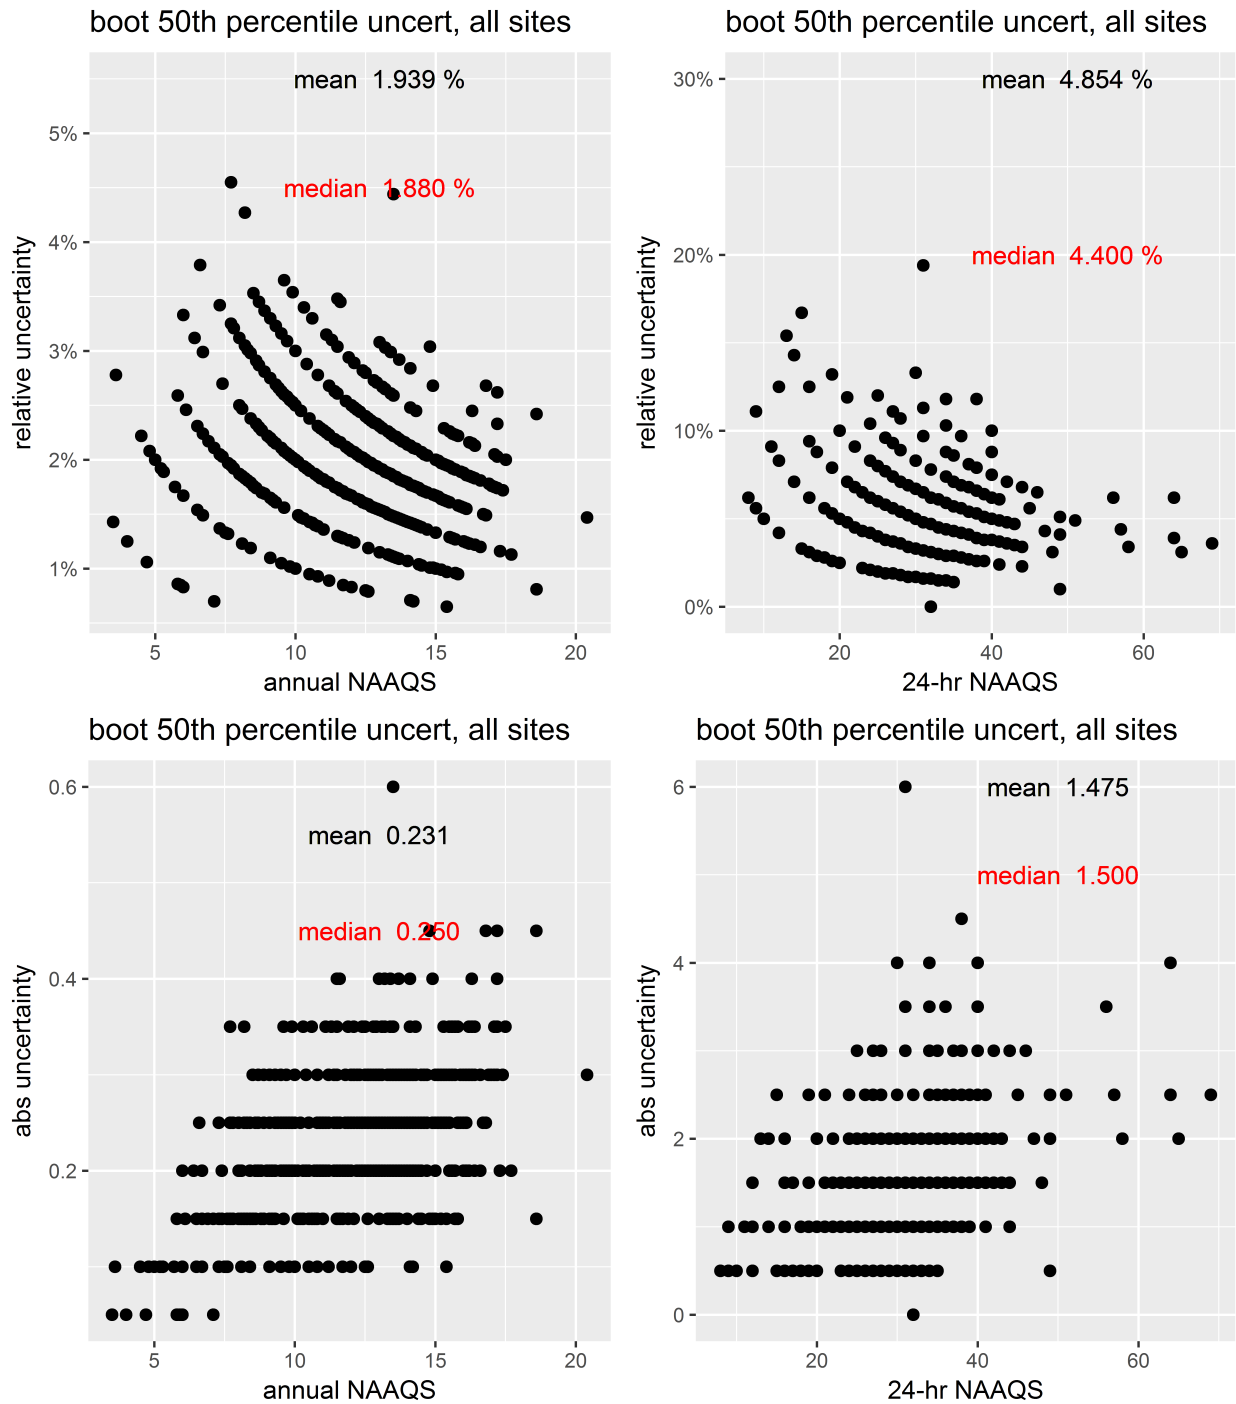 boot 50th percentile uncert, all sites
mean 1.939 %
median 1.880 %
5%
4%
3%
2%
1%
relative uncertainty
5
10
15
20
annual NAAQS
boot 50th percentile uncert, all sites
mean 4.854 %
median 4.400 %
30%
20%
10%
0%
relative uncertainty
20
40
60
24-hr NAAQS
boot 50th percentile uncert, all sites
mean 0.231
median 0.250
0.6
0.4
0.2
abs uncertainty
5
10
15
20
annual NAAQS
boot 50th percentile uncert, all sites
mean 1.475
median 1.500
6
4
2
0
abs uncertainty
20
40
60
24-hr NAAQS